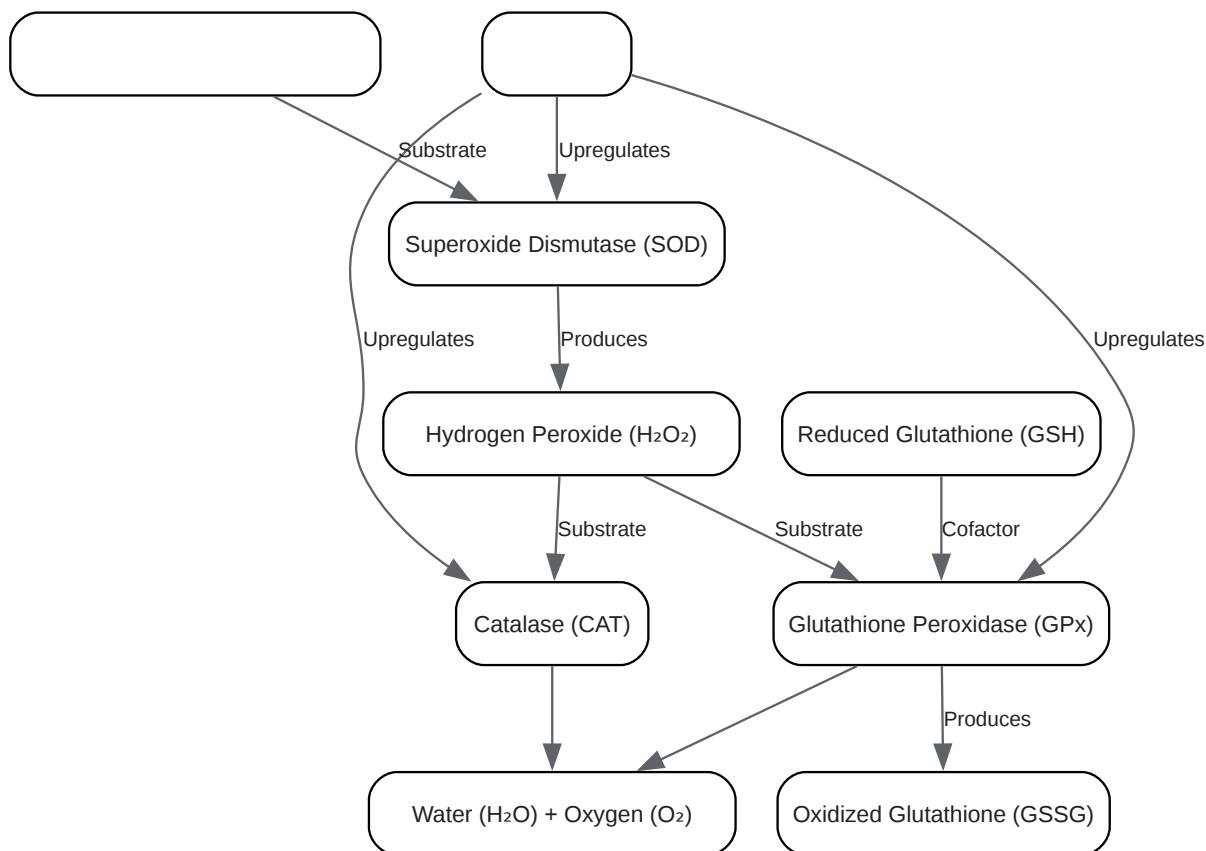 Substrate
Upregulates
Superoxide Dismutase (SOD)
Upregulates
Produces
Upregulates
Hydrogen Peroxide (H₂O₂)
Reduced Glutathione (GSH)
Substrate
Substrate
Cofactor
Catalase (CAT)
Glutathione Peroxidase (GPx)
Produces
Water (H₂O) + Oxygen (O₂)
Oxidized Glutathione (GSSG)